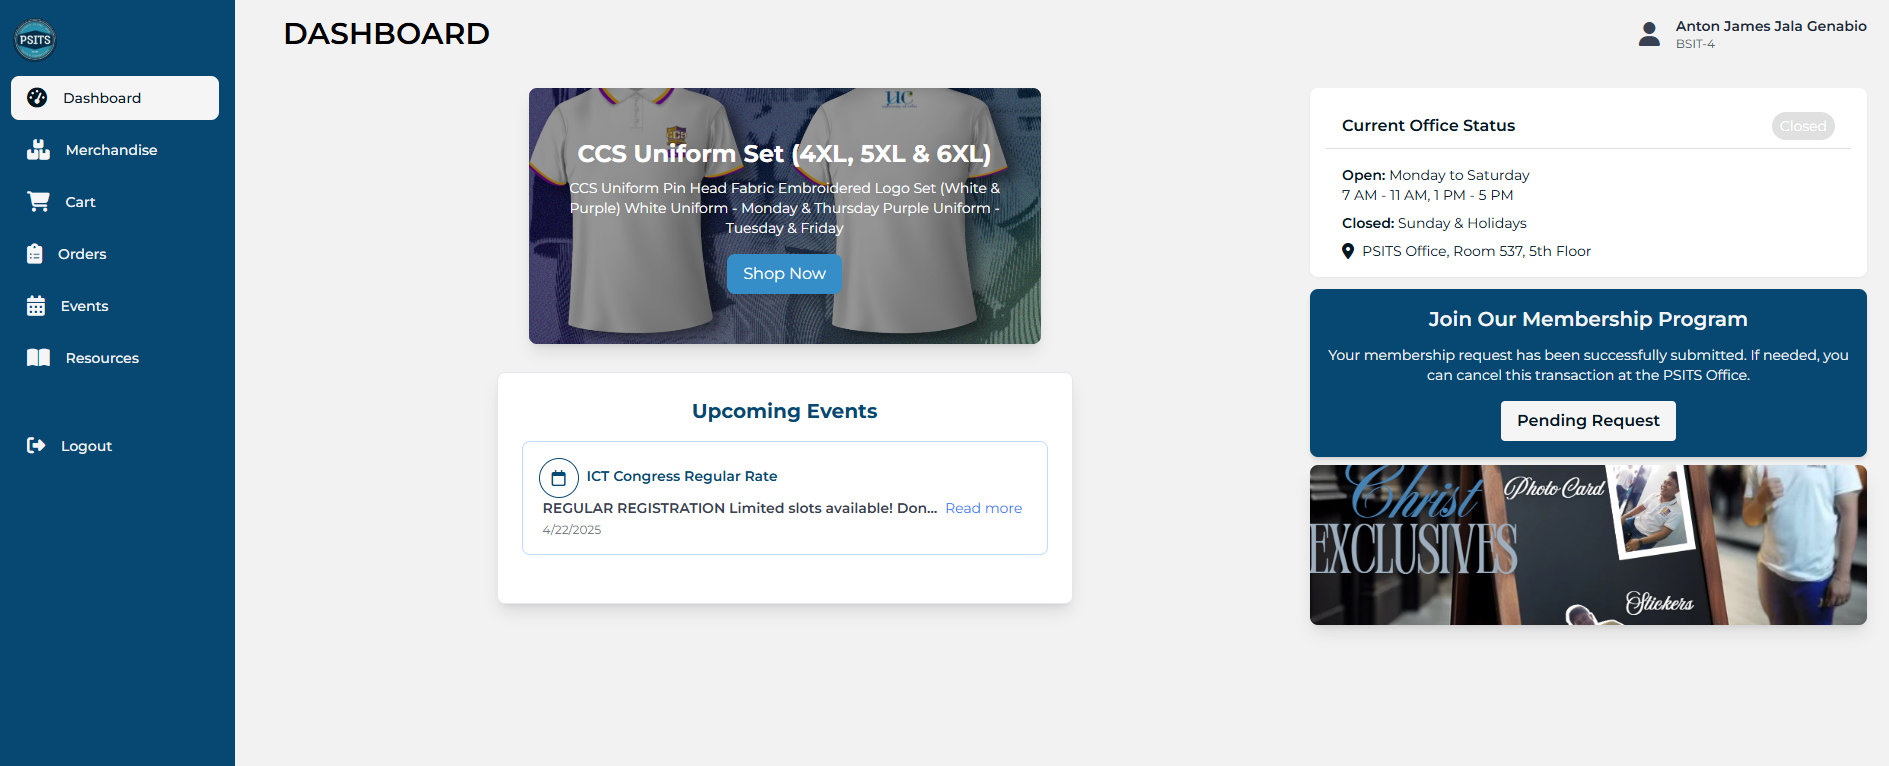 PSITS
Dashboard
Merchandise
Cart
Orders
Events
Resources
Logout
DASHBOARD
Anton James Jala Genabio
BSIT-4
CCS
UC
CCS Uniform Set (4XL, 5XL & 6XL)
CCS Uniform Pin Head Fabric Embroidered Logo Set (White &
Purple) White Uniform - Monday & Thursday Purple Uniform -
Tuesday & Friday
Shop Now
Upcoming Events
ICT Congress Regular Rate
REGULAR REGISTRATION Limited slots available! Don... Read more
4/22/2025
Current Office Status
Closed
Open: Monday to Saturday
7 AM - 11 AM, 1 PM - 5 PM
Closed: Sunday & Holidays
PSITS Office, Room 537, 5th Floor
Join Our Membership Program
Your membership request has been successfully submitted. If needed, you
can cancel this transaction at the PSITS Office.
Pending Request
Christ
EXCLUSIVES
Photo Card
Stickers